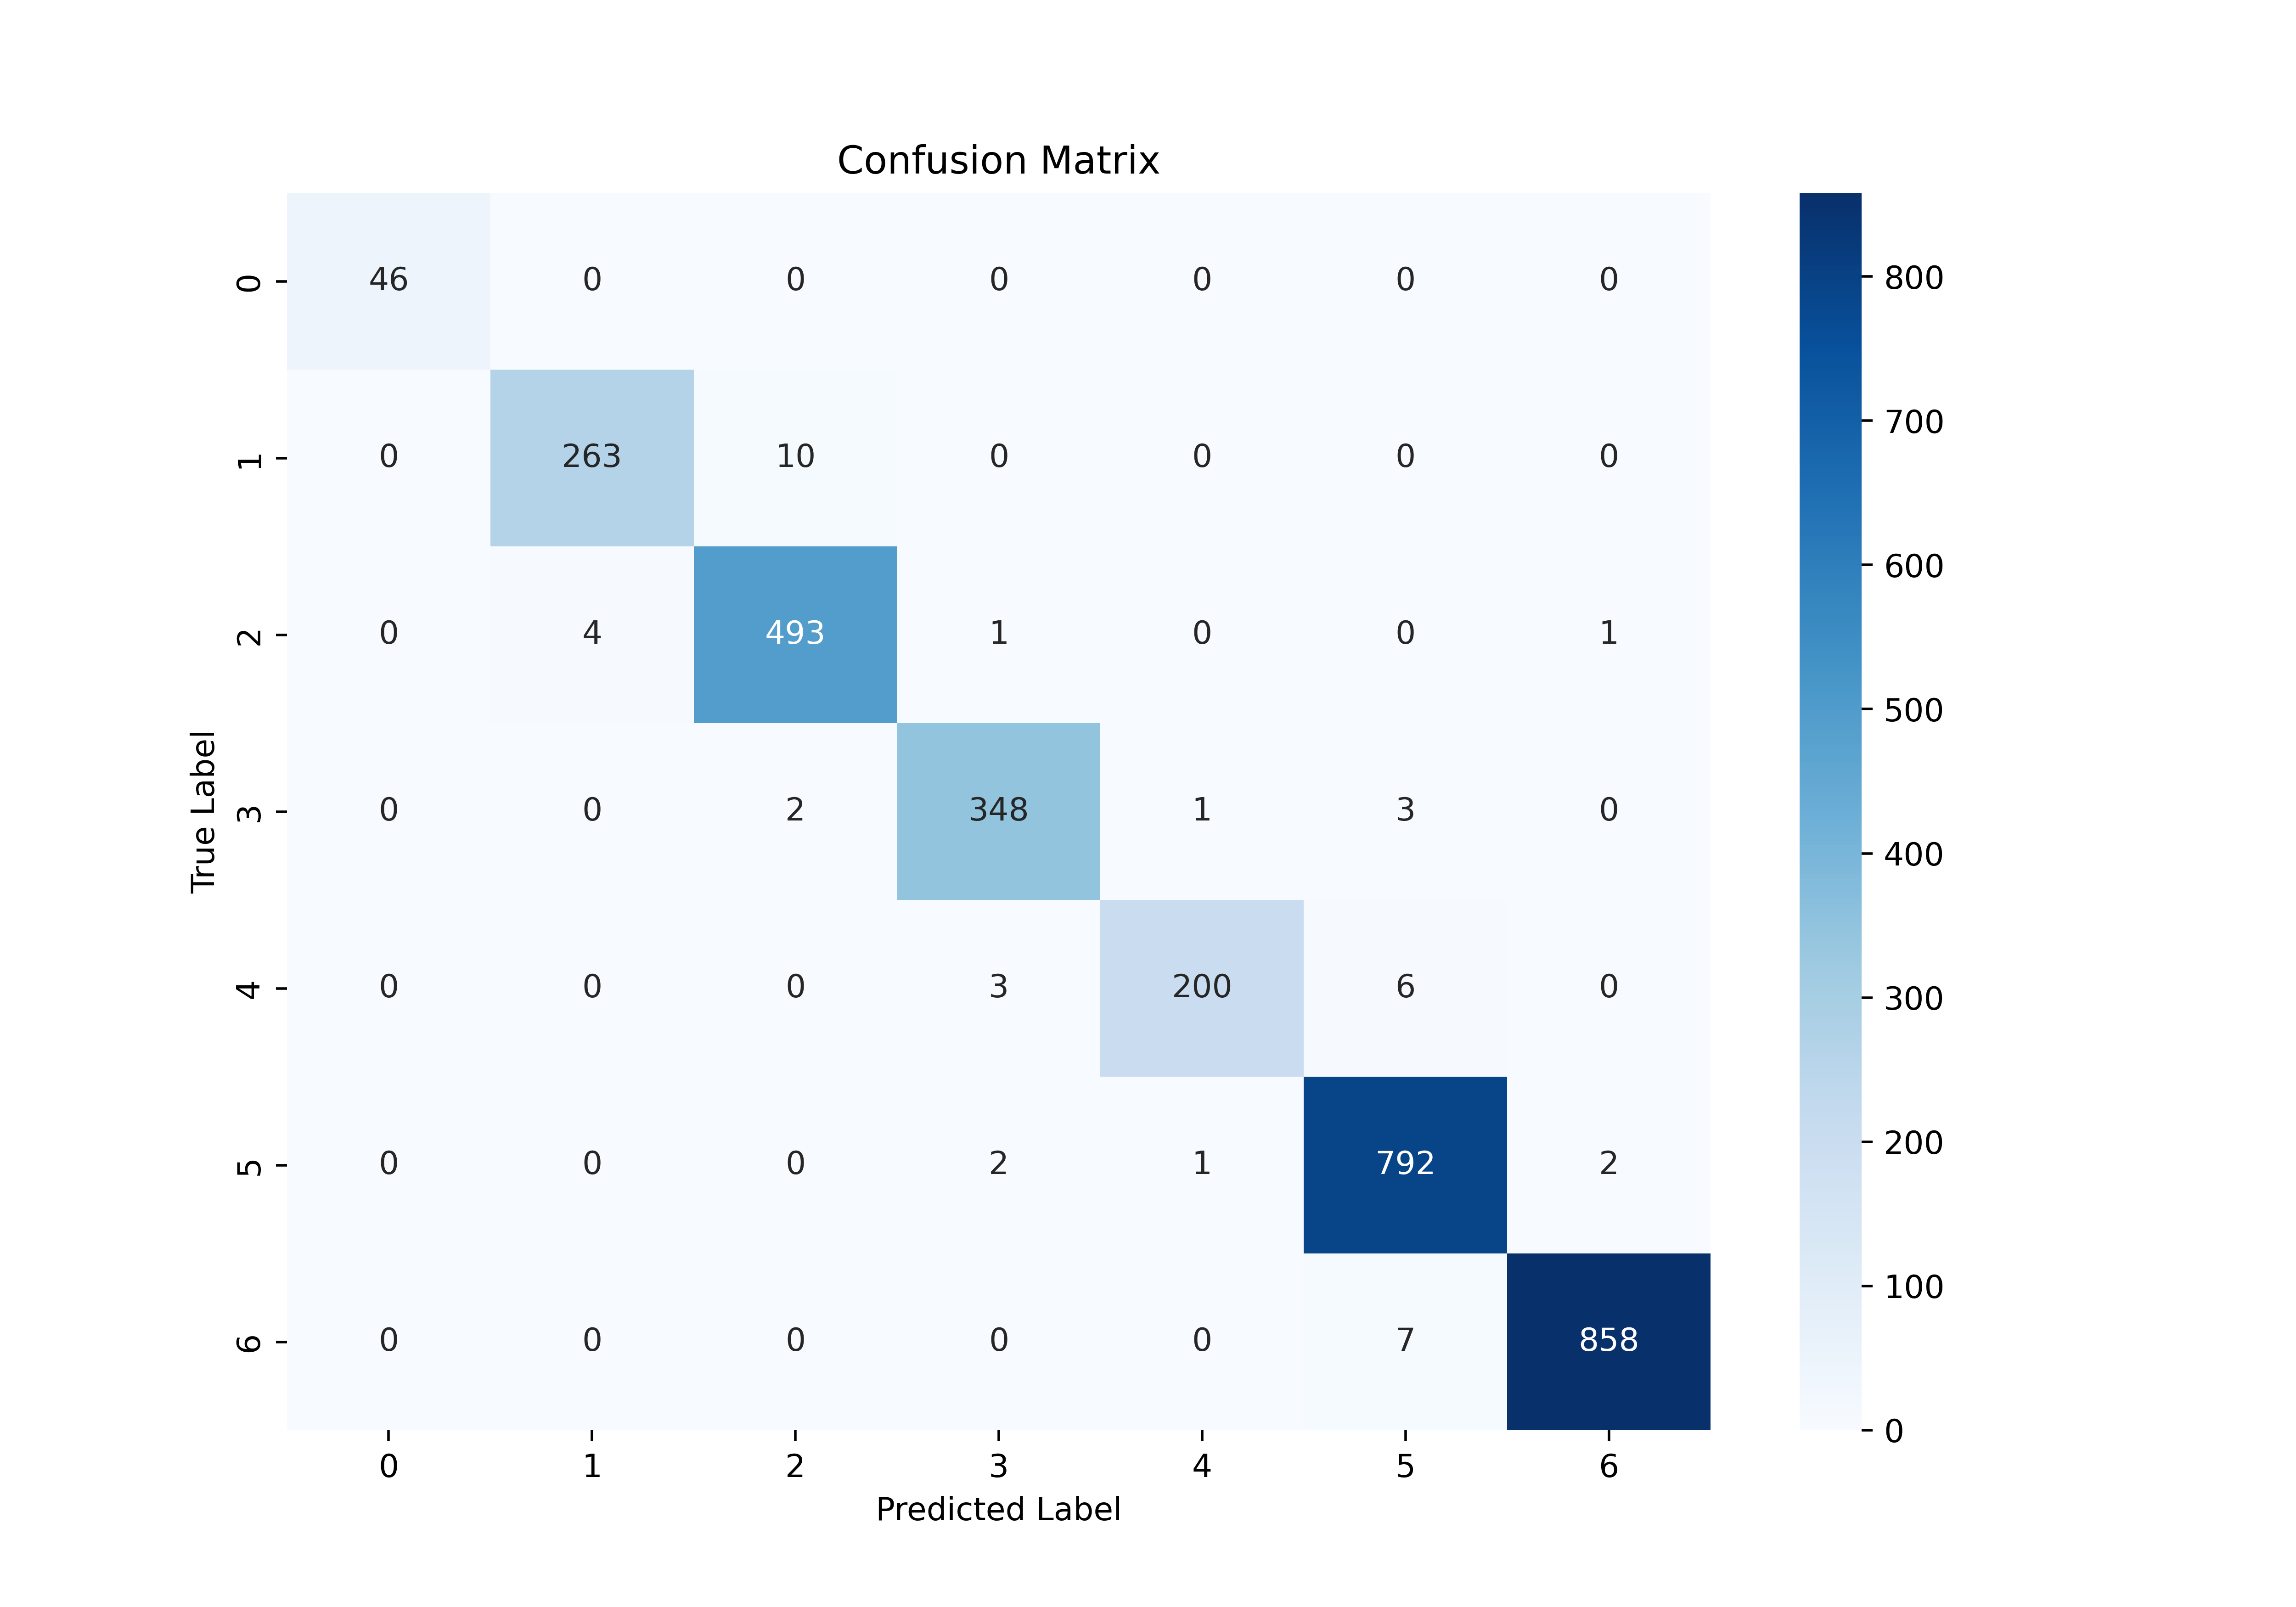 Confusion Matrix
True Label
0 46 0 0 0 0 0 0
1 0 263 10 0 0 0 0
2 0 4 493 1 0 0 1
3 0 0 2 348 1 3 0
4 0 0 0 3 200 6 0
5 0 0 0 2 1 792 2
6 0 0 0 0 0 7 858
0 1 2 3 4 5 6
Predicted Label
800
700
600
500
400
300
200
100
0